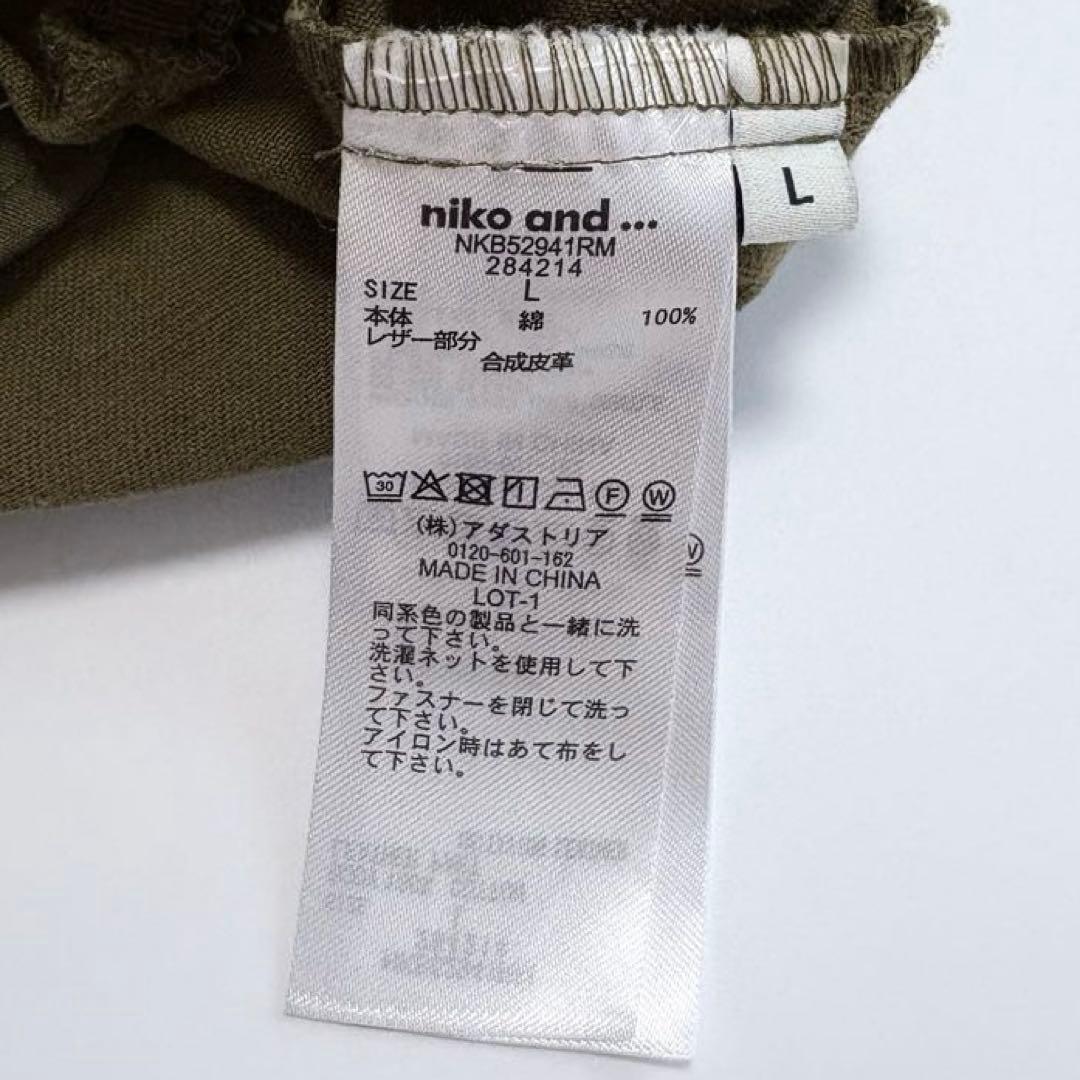 niko and ...
NKB52941RM
284214
SIZE L
本体 綿 100%
レザー部分
合成皮革
30
F W
(株)アダストリア
0120-601-162
MADE IN CHINA
LOT-1
同系色の製品と一緒に洗
って下さい。
洗濯ネットを使用して下
さい。
ファスナーを閉じて洗っ
て下さい。
アイロン時はあて布をし
て下さい。
L
W